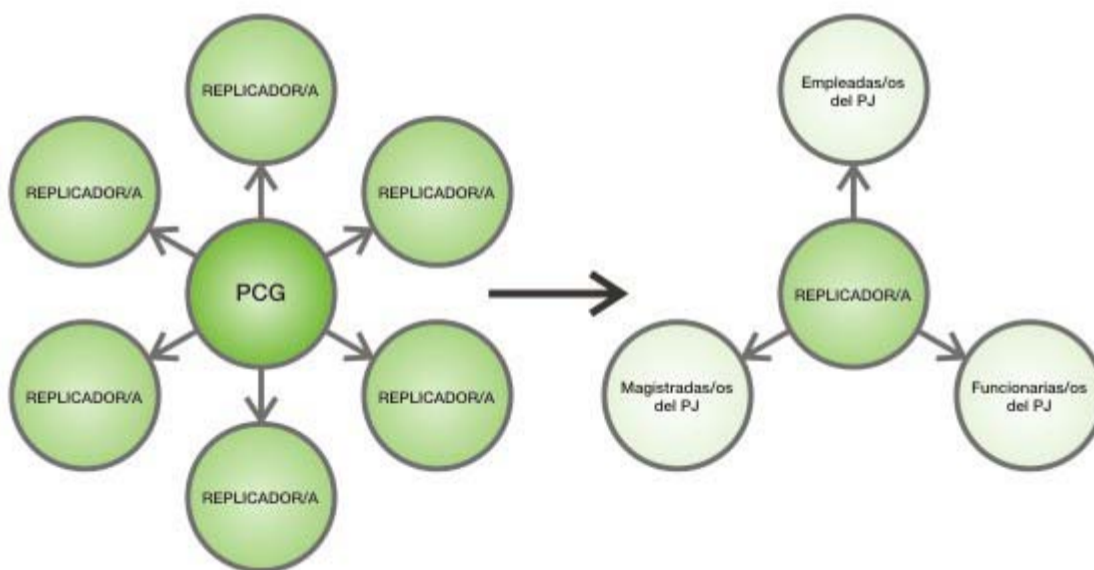 REPLICADOR/A
REPLICADOR/A
REPLICADOR/A
PCG
REPLICADOR/A
REPLICADOR/A
REPLICADOR/A
Empleadas/os
del PJ
REPLICADOR/A
Magistradas/os
del PJ
Funcionarias/os
del PJ